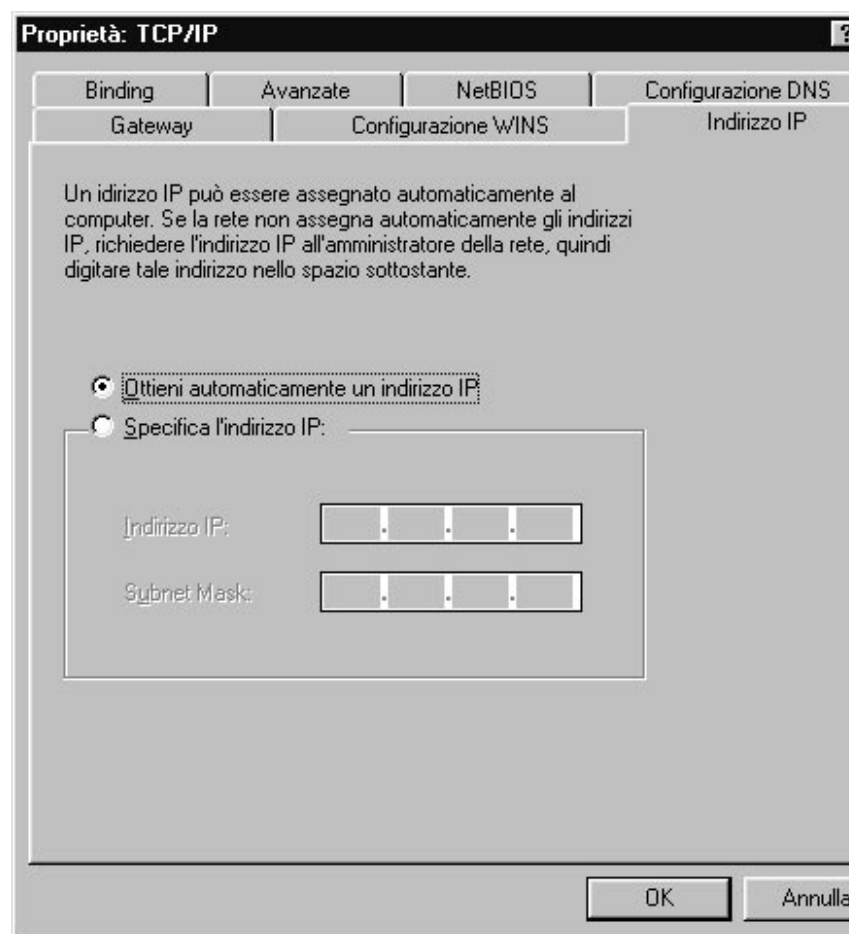 Proprietà: TCP/IP
?
Binding Avanzate NetBIOS Configurazione DNS
Gateway Configurazione WINS Indirizzo IP
Un idirizzo IP può essere assegnato automaticamente al
computer. Se la rete non assegna automaticamente gli indirizzi
IP, richiedere l'indirizzo IP all'amministratore della rete, quindi
digitare tale indirizzo nello spazio sottostante.
Ottieni automaticamente un indirizzo IP
Specifica l'indirizzo IP:
Indirizzo IP: . . .
Subnet Mask: . . .
OK Annulla